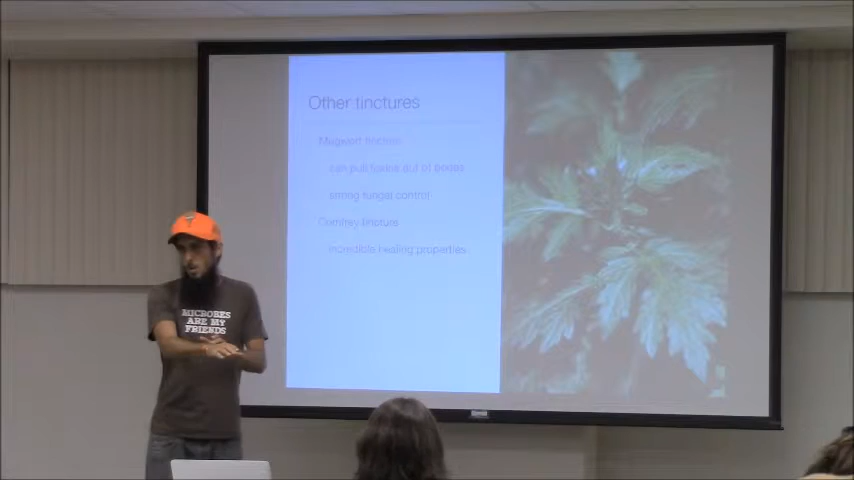 Other tinctures
Mugwort tincture
can pull toxins out of bones
strong fungal control
Comfrey tincture
incredible healing properties
MICROBES ARE MY
FRIENDS